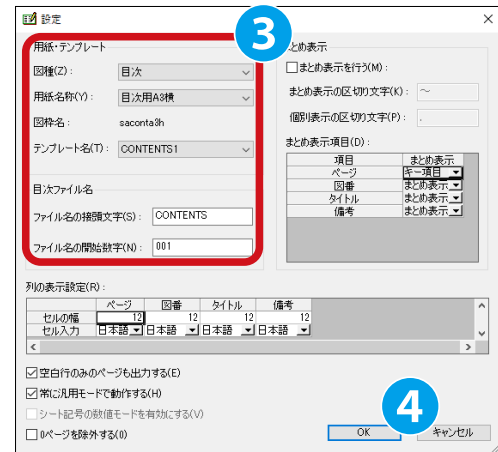 設定
3
用紙・テンプレート
図種(Z): 目次
用紙名称(Y): 目次用A3横
図枠名: saconta3h
テンプレート名(T): CONTENTS1
目次ファイル名
ファイル名の接頭文字(S): CONTENTS
ファイル名の開始数字(N): 001
まとめ表示
まとめ表示を行う(M):
まとめ表示の区切り文字(K): ～
個別表示の区切り文字(P): .
まとめ表示項目(D):
項目 まとめ表示
ページ キー項目
図番 まとめ表示
タイトル まとめ表示
備考 まとめ表示
列の表示設定(R):
ページ 図番 タイトル 備考
セルの幅 12 12 12 12
セル入力 日本語 日本語 日本語 日本語
空白行のみのページも出力する(E)
常に汎用モードで動作する(H)
シート記号の数値モードを有効にする(V)
0ページを除外する(0)
4
OK キャンセル